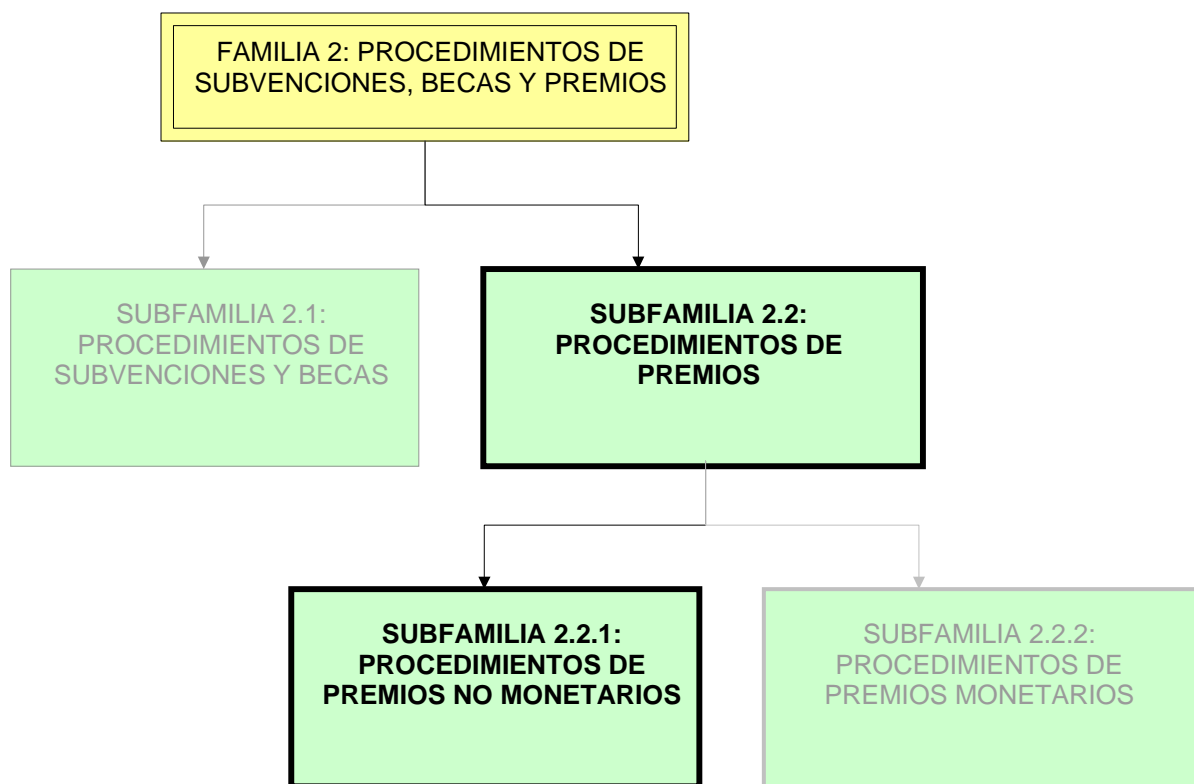 FAMILIA 2: PROCEDIMIENTOS DE
SUBVENCIONES, BECAS Y PREMIOS
SUBFAMILIA 2.1:
PROCEDIMIENTOS DE
SUBVENCIONES Y BECAS
SUBFAMILIA 2.2:
PROCEDIMIENTOS DE
PREMIOS
SUBFAMILIA 2.2.1:
PROCEDIMIENTOS DE
PREMIOS NO MONETARIOS
SUBFAMILIA 2.2.2:
PROCEDIMIENTOS DE
PREMIOS MONETARIOS